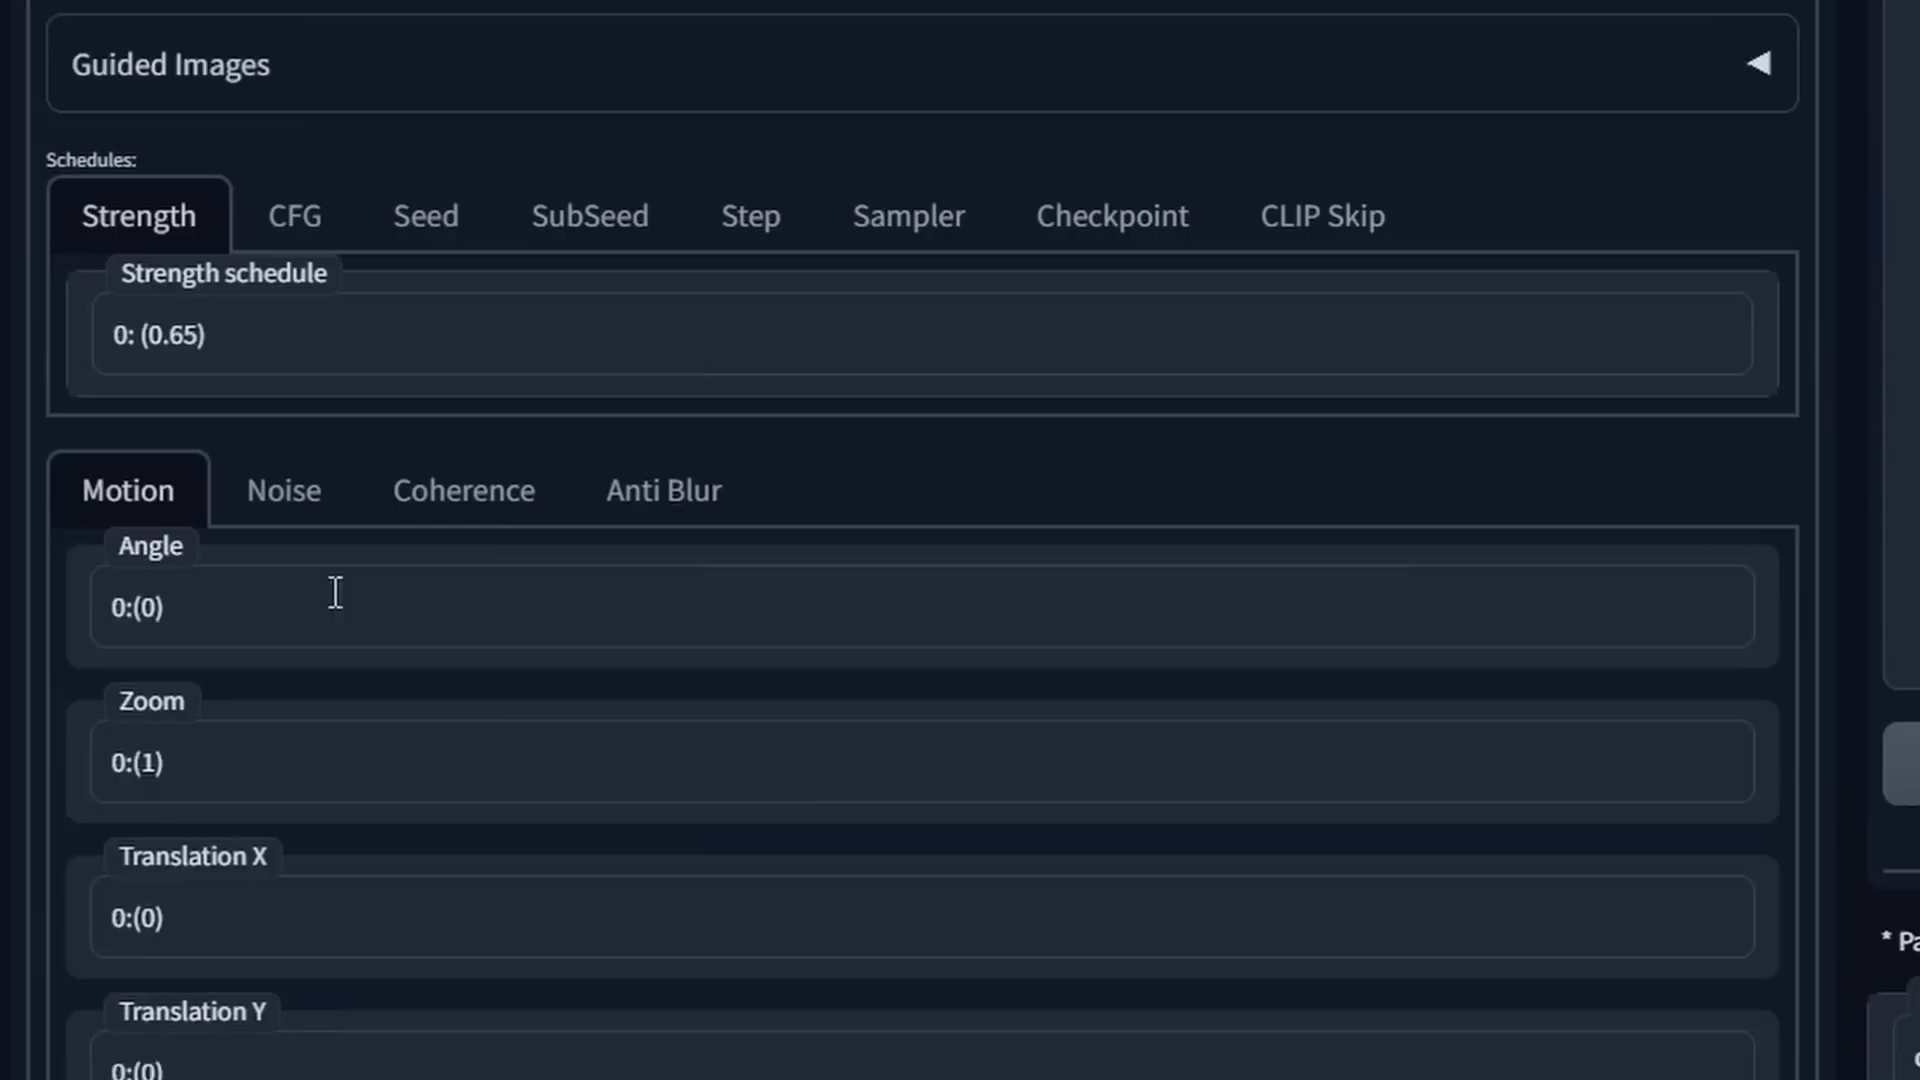 Guided Images
Schedules:
Strength CFG Seed SubSeed Step Sampler Checkpoint CLIP Skip
Strength schedule
0: (0.65)
Motion Noise Coherence Anti Blur
Angle
0:(0)
Zoom
0:(1)
Translation X
0:(0)
* Pa
Translation Y
0:(0)